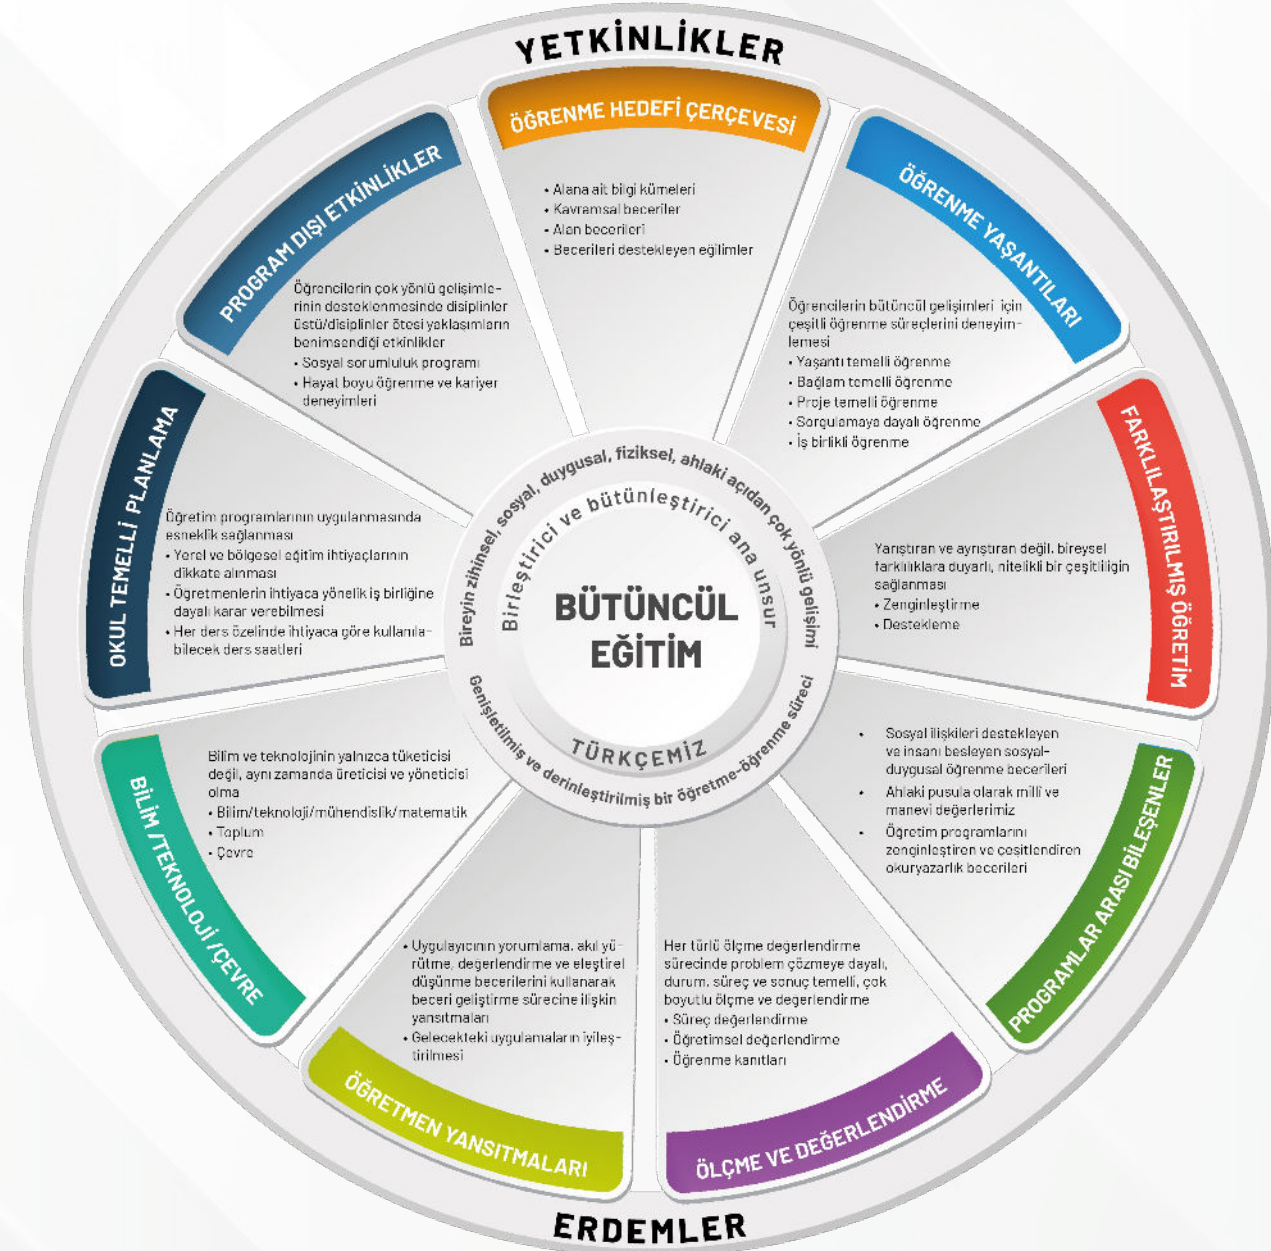 YETKİNLİKLER
ÖĞRENME HEDEFİ ÇERÇEVESİ
• Alana ait bilgi kümeleri
• Kavramsal beceriler
• Alan becerileri
• Becerileri destekleyen eğilimler
ÖĞRENME YAŞANTILARI
Öğrencilerin bütüncül gelişimleri için
çeşitli öğrenme süreçlerini deneyim-
lemesi
• Yaşantı temelli öğrenme
• Bağlam temelli öğrenme
• Proje temelli öğrenme
• Sorgulamaya dayalı öğrenme
• İş birlikli öğrenme
FARKLILAŞTIRILMIŞ ÖĞRETİM
Yarıştıran ve ayrıştıran değil, bireysel
farklılıklara duyarlı, nitelikli bir çeşitliliğin
sağlanması
• Zenginleştirme
• Destekleme
PROGRAMLAR ARASI BİLEŞENLER
• Sosyal ilişkileri destekleyen
ve insanı besleyen sosyal-
duygusal öğrenme becerileri
• Ahlaki pusula olarak millî ve
manevi değerlerimiz
• Öğretim programlarını
zenginleştiren ve çeşitlendiren
okuryazarlık becerileri
ÖLÇME VE DEĞERLENDİRME
Her türlü ölçme değerlendirme
sürecinde problem çözmeye dayalı,
durum, süreç ve sonuç temelli, çok
boyutlu ölçme ve değerlendirme
• Süreç değerlendirme
• Öğretimsel değerlendirme
• Öğrenme kanıtları
ÖĞRETMEN YANSITMALARI
• Uygulayıcının yorumlama, akıl yü-
rütme, değerlendirme ve eleştirel
düşünme becerilerini kullanarak
beceri geliştirme sürecine ilişkin
yansıtmaları
• Gelecekteki uygulamaların iyileş-
tirilmesi
BİLİM /TEKNOLOJİ /ÇEVRE
Bilim ve teknolojinin yalnızca tüketicisi
değil, aynı zamanda üreticisi ve yöneticisi
olma
• Bilim/teknoloji/mühendislik/matematik
• Toplum
• Çevre
OKUL TEMELLİ PLANLAMA
Öğretim programlarının uygulanmasında
esneklik sağlanması
• Yerel ve bölgesel eğitim ihtiyaçlarının
dikkate alınması
• Öğretmenlerin ihtiyaca yönelik iş birliğine
dayalı karar verebilmesi
• Her ders özelinde ihtiyaca göre kullanıla-
bilecek ders saatleri
PROGRAM DIŞI ETKİNLİKLER
Öğrencilerin çok yönlü gelişimle-
rinin desteklenmesinde disiplinler
üstü/disiplinler ötesi yaklaşımların
benimsendiği etkinlikler
• Sosyal sorumluluk programı
• Hayat boyu öğrenme ve kariyer
deneyimleri
Bireyin zihinsel, sosyal, duygusal, fiziksel, ahlaki açıdan çok yönlü gelişimi
Birleştirici ve bütünleştirici ana unsur
BÜTÜNCÜL
EĞİTİM
TÜRKÇEMİZ
Genişletilmiş ve derinleştirilmiş bir öğretme-öğrenme süreci
ERDEMLER